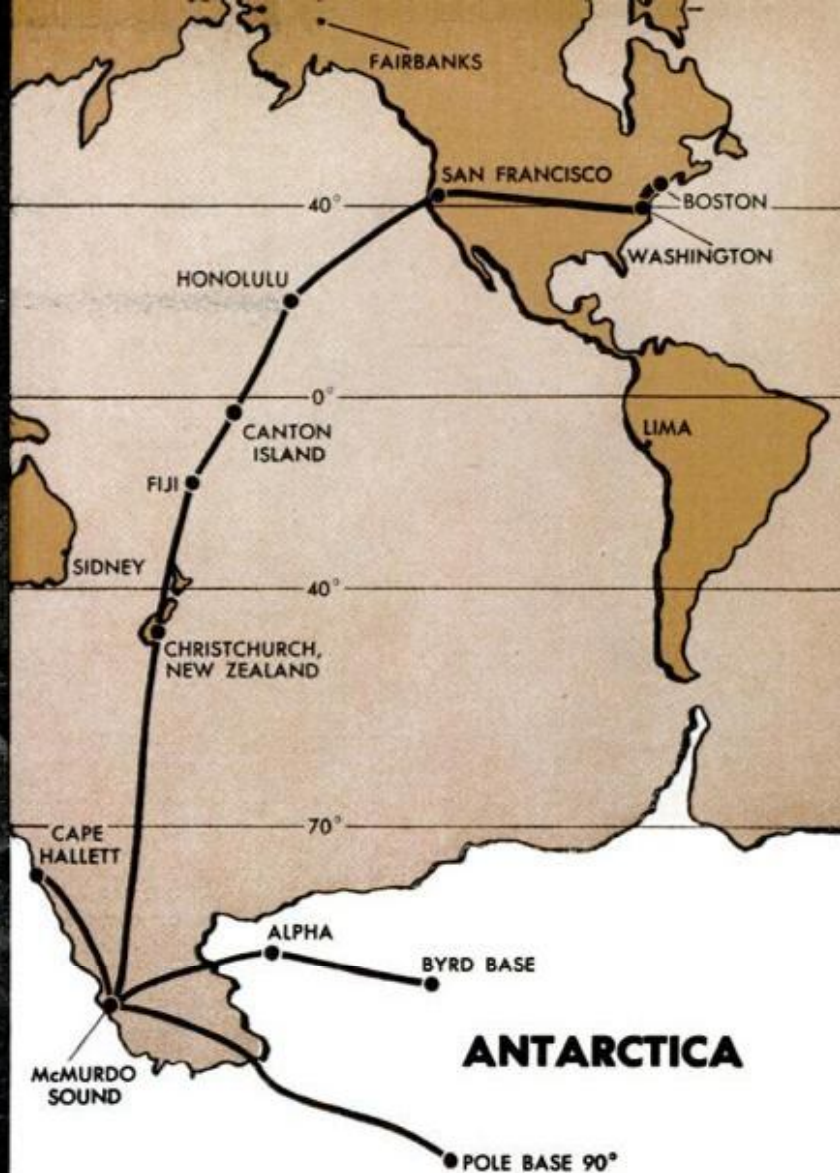 FAIRBANKS
SAN FRANCISCO
40°
BOSTON
WASHINGTON
HONOLULU
0°
CANTON
ISLAND
LIMA
FIJI
SIDNEY
40°
CHRISTCHURCH,
NEW ZEALAND
70°
CAPE
HALLETT
ALPHA
BYRD BASE
ANTARCTICA
McMURDO
SOUND
POLE BASE 90°